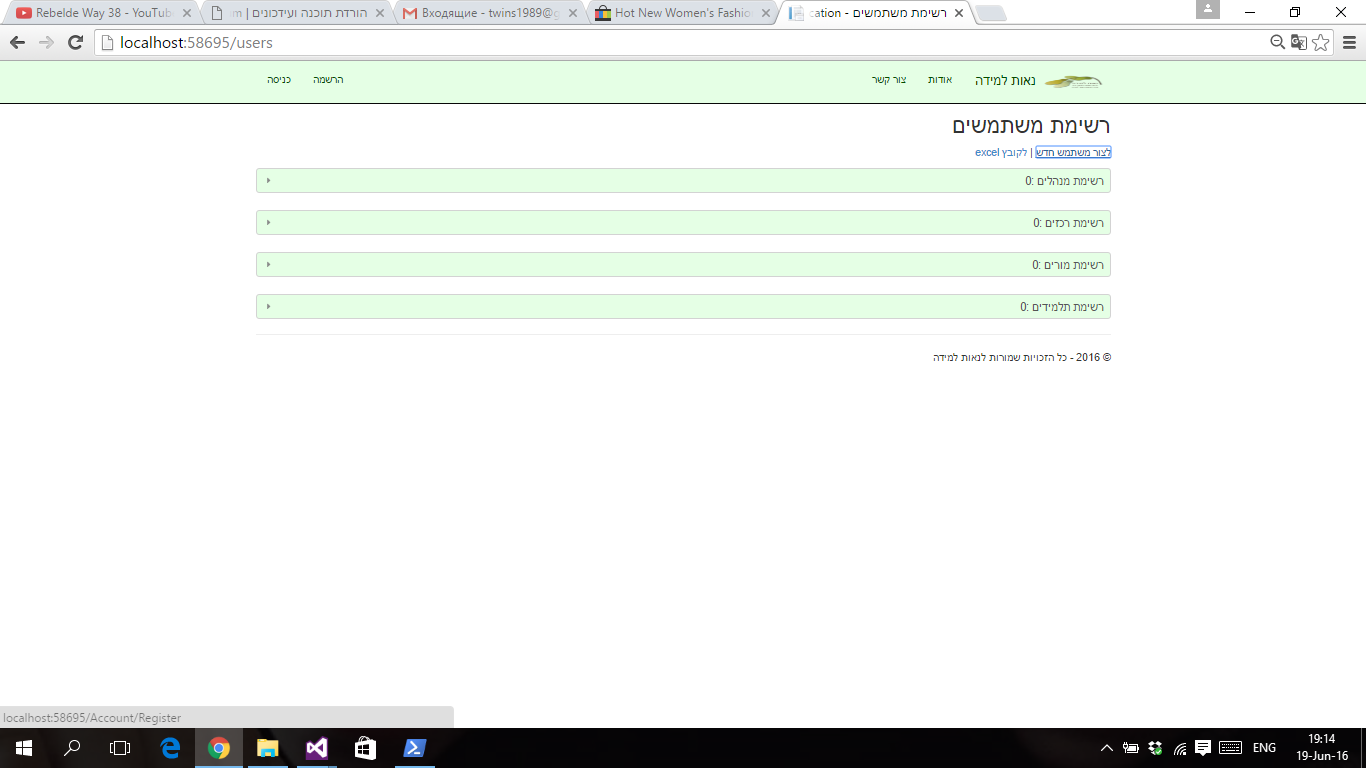 Rebelde Way 38 - YouTub
הורדת תוכנה ועידכונים | om
Входящие - twins1989@g
Hot New Women's Fashio
רשימת משתמשים - cation
localhost:58695/users
נאות למידה אודות צור קשר הרשמה כניסה
רשימת משתמשים
לצור משתמש חדש | לקובץ excel
רשימת מנהלים :0
רשימת רכזים :0
רשימת מורים :0
רשימת תלמידים :0
© 2016 - כל הזכויות שמורות לנאות למידה
localhost:58695/Account/Register
ENG
19:14
19-Jun-16